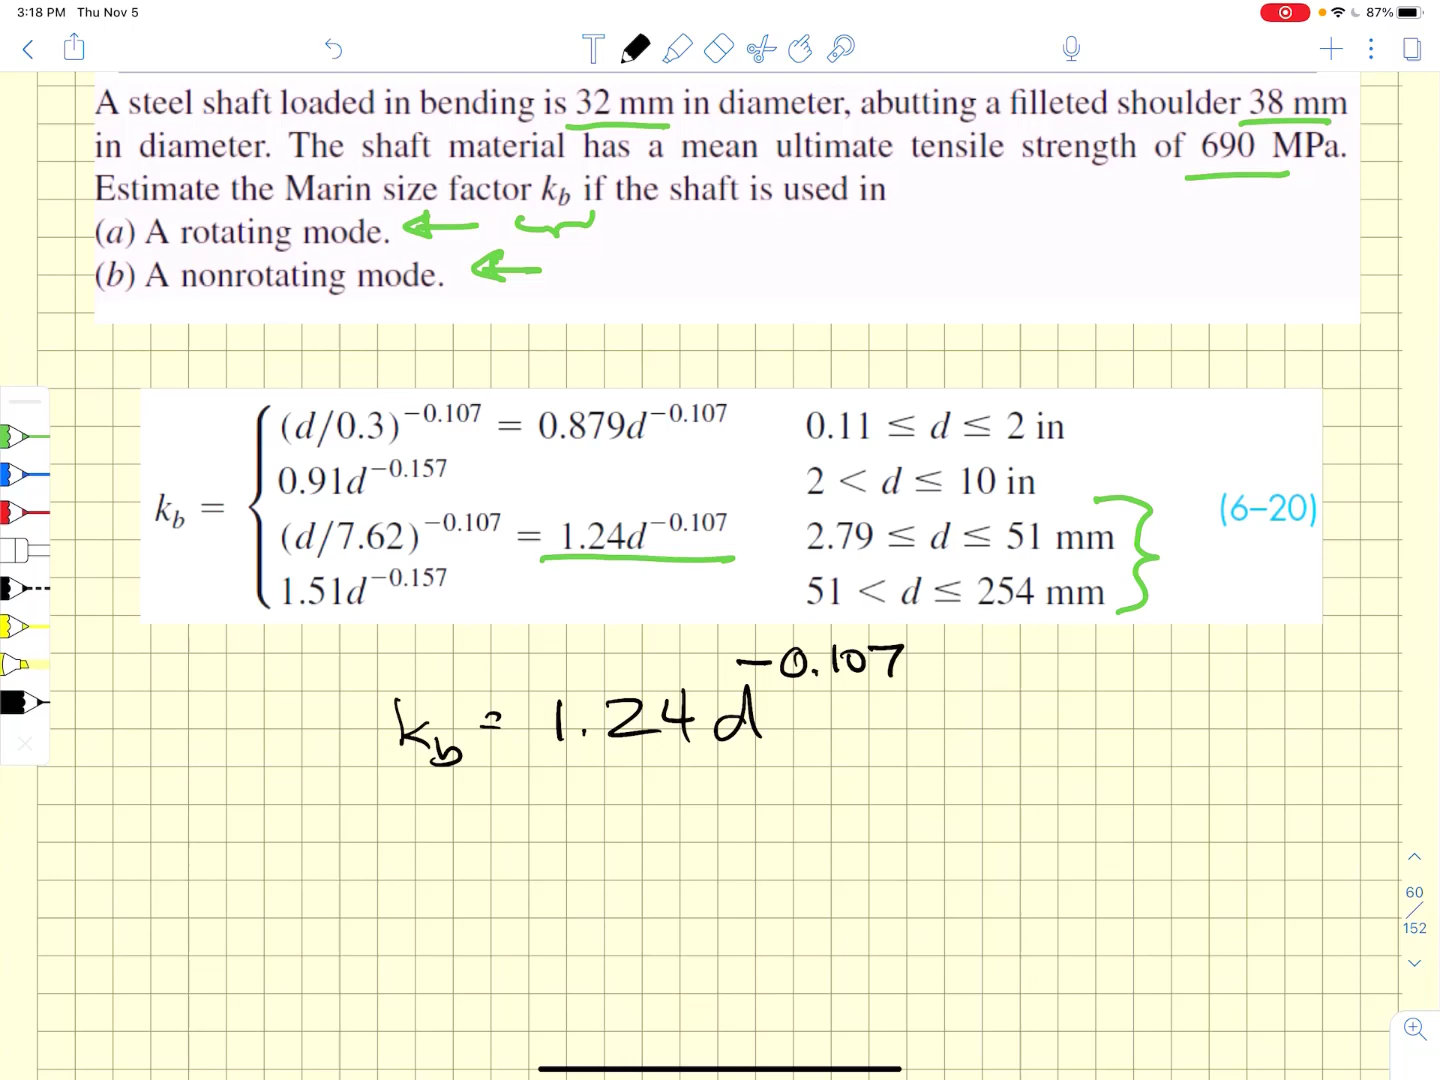 3:18 PM Thu Nov 5
87%
T
A steel shaft loaded in bending is 32 mm in diameter, abutting a filleted shoulder 38 mm
in diameter. The shaft material has a mean ultimate tensile strength of 690 MPa.
Estimate the Marin size factor k_b if the shaft is used in
(a) A rotating mode.
(b) A nonrotating mode.
(d/0.3)^−0.107 = 0.879d^−0.107 0.11 ≤ d ≤ 2 in
0.91d^−0.157 2 < d ≤ 10 in
k_b = (6–20)
(d/7.62)^−0.107 = 1.24d^−0.107 2.79 ≤ d ≤ 51 mm
1.51d^−0.157 51 < d ≤ 254 mm
k_b = 1.24 d^−0.107
60
152